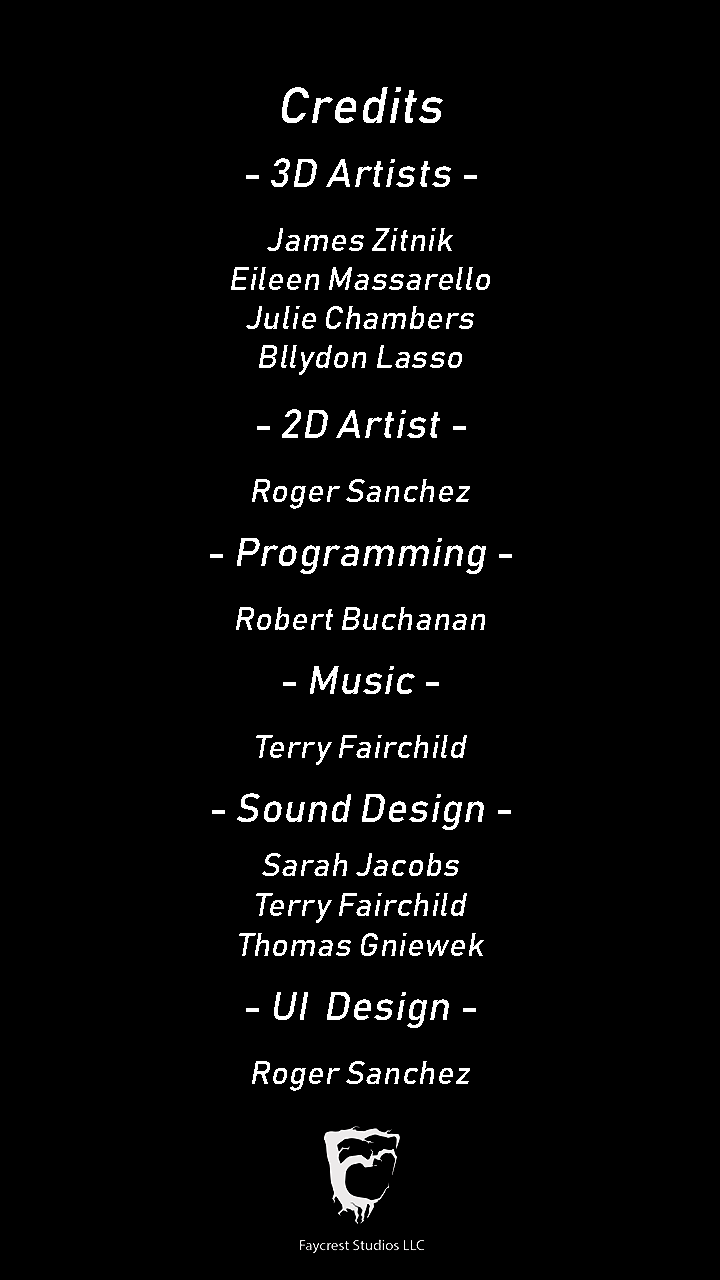 Credits
- 3D Artists -
James Zitnik
Eileen Massarello
Julie Chambers
Bllydon Lasso
- 2D Artist -
Roger Sanchez
- Programming -
Robert Buchanan
- Music -
Terry Fairchild
- Sound Design -
Sarah Jacobs
Terry Fairchild
Thomas Gniewek
- UI  Design -
Roger Sanchez
Faycrest Studios LLC